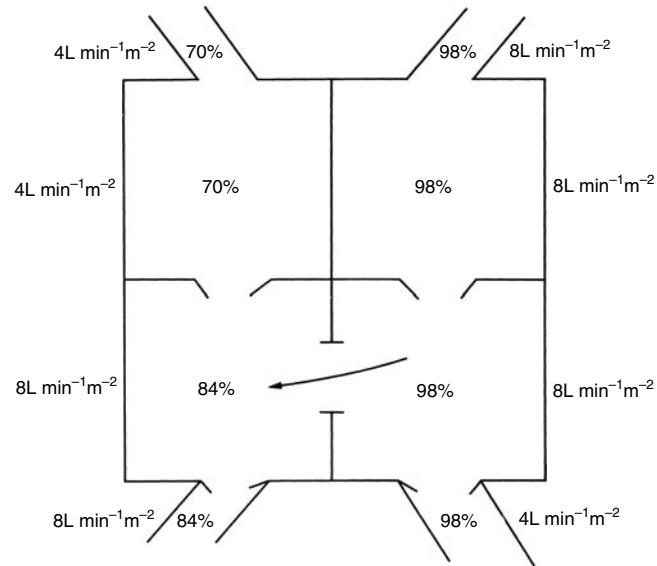 4L min⁻¹m⁻² 70% 98% 8L min⁻¹m⁻²
4L min⁻¹m⁻² 70% 98% 8L min⁻¹m⁻²
8L min⁻¹m⁻² 84% 98% 8L min⁻¹m⁻²
8L min⁻¹m⁻² 84% 98% 4L min⁻¹m⁻²